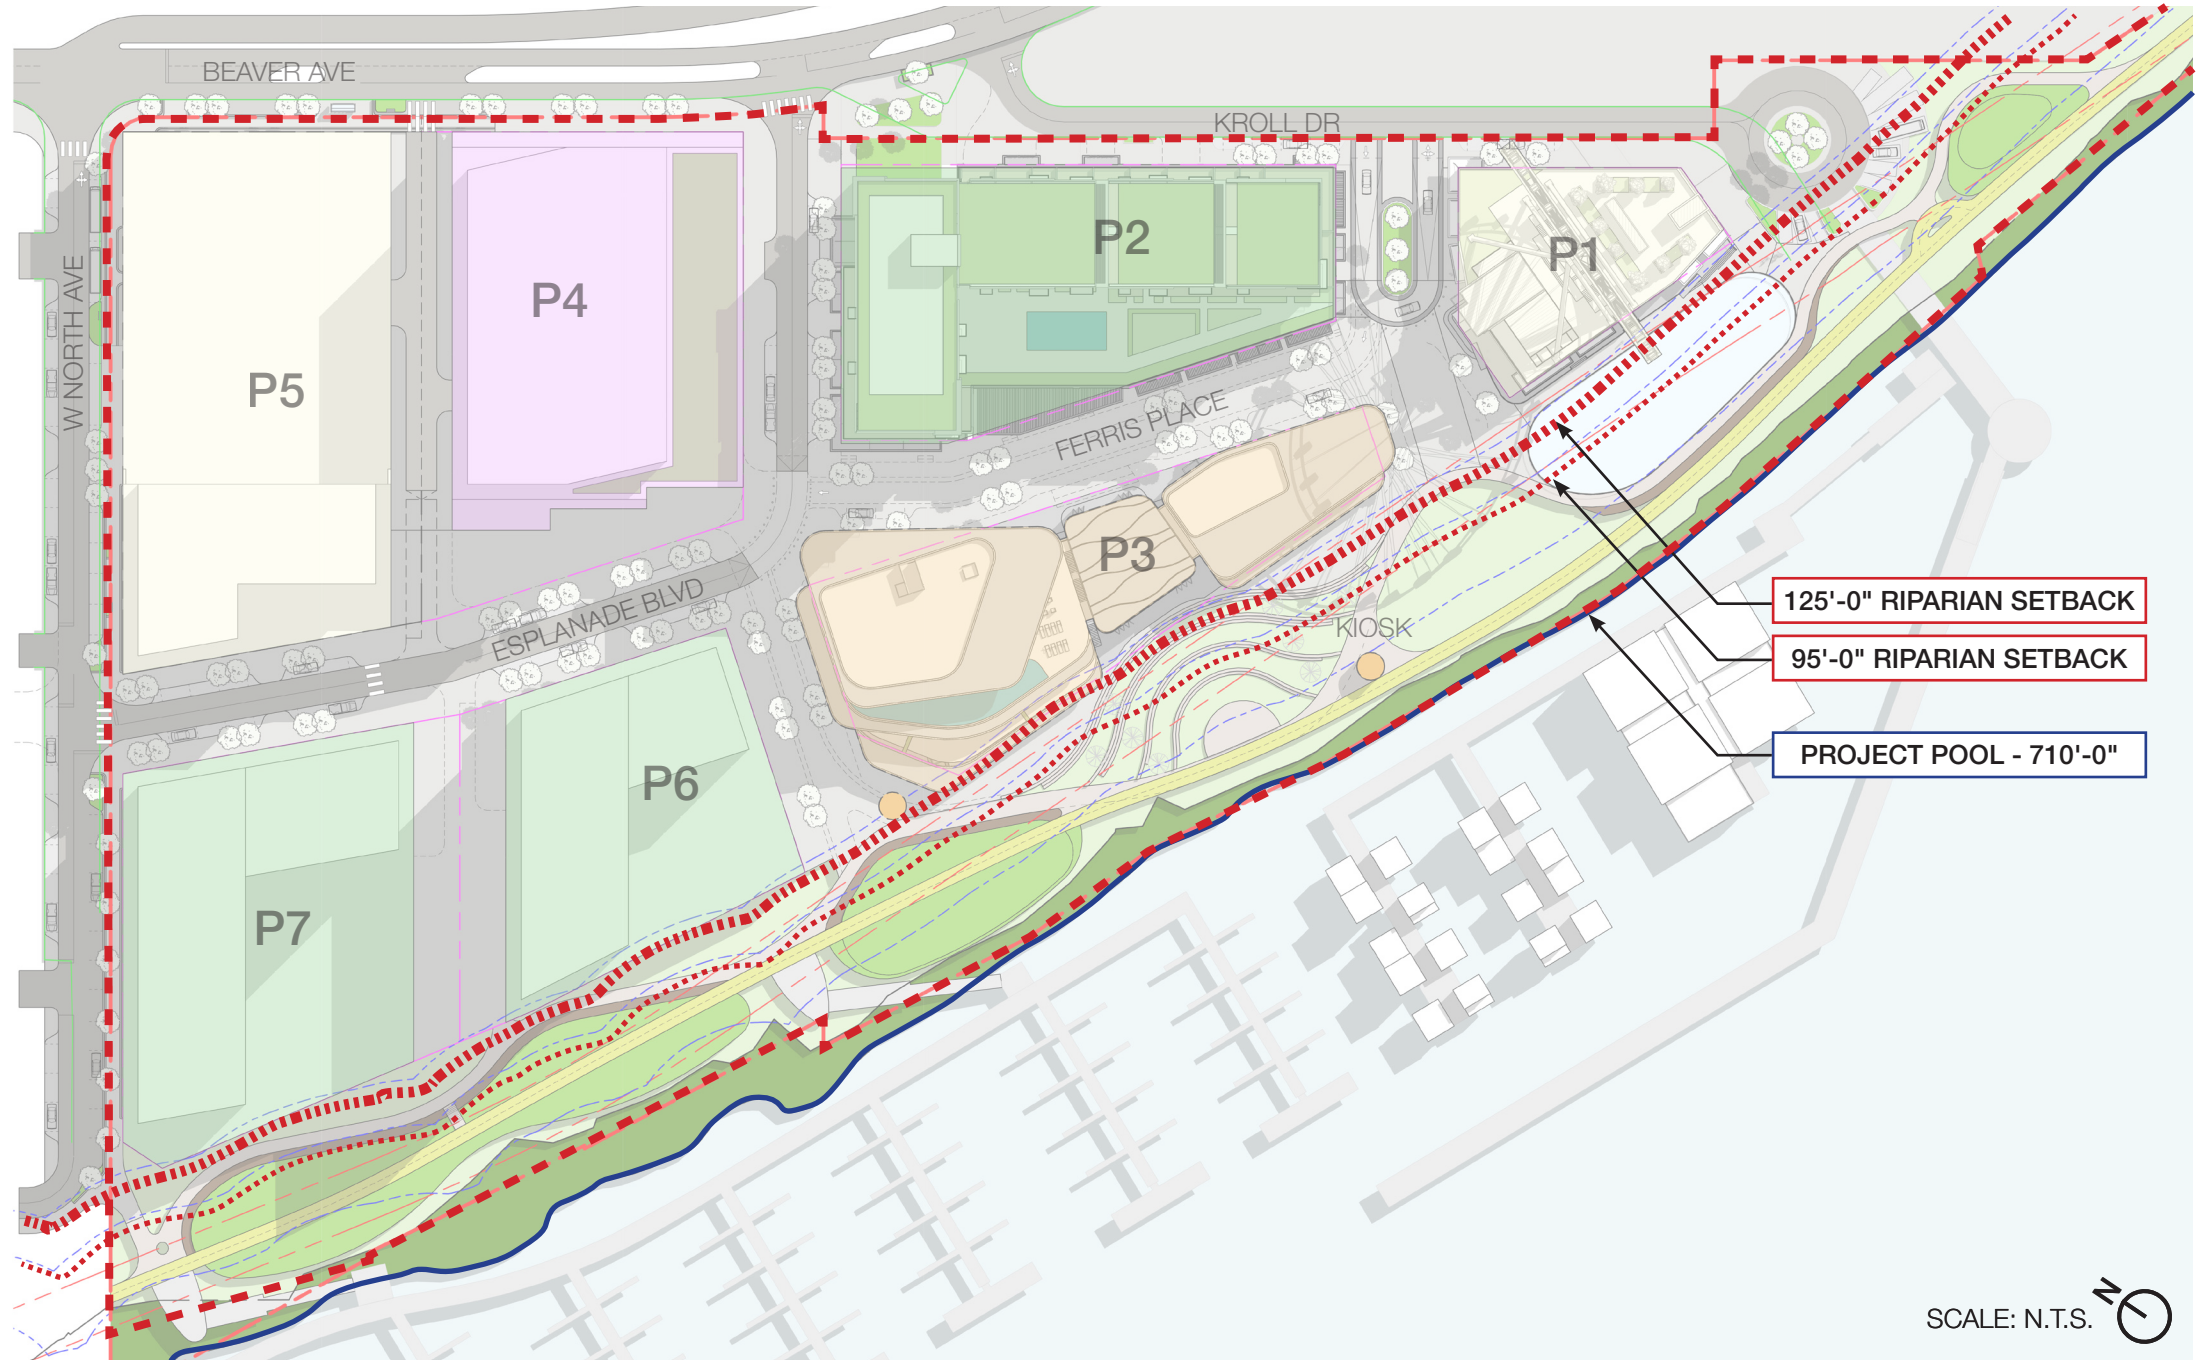 BEAVER AVE
KROLL DR
W NORTH AVE
P5
P4
P2
P1
FERRIS PLACE
P3
ESPLANADE BLVD
KIOSK
P6
P7
125'-0" RIPARIAN SETBACK
95'-0" RIPARIAN SETBACK
PROJECT POOL - 710'-0"
SCALE: N.T.S.
N